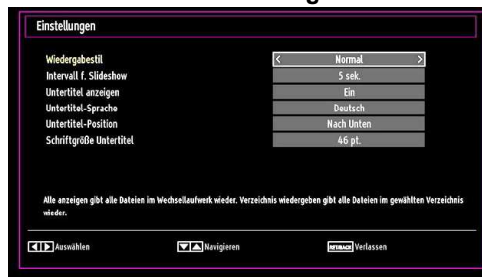 Einstellungen
Wiedergabestil < Normal >
Intervall f. Slideshow 5 sek.
Untertitel anzeigen Ein
Untertitel-Sprache Deutsch
Untertitel-Position Nach Unten
Schriftgröße Untertitel 46 pt.
Alle anzeigen gibt alle Dateien im Wechsellaufwerk wieder. Verzeichnis wiedergeben gibt alle Dateien im gewählten Verzeichnis
wieder.
Auswählen Navigieren Verlassen